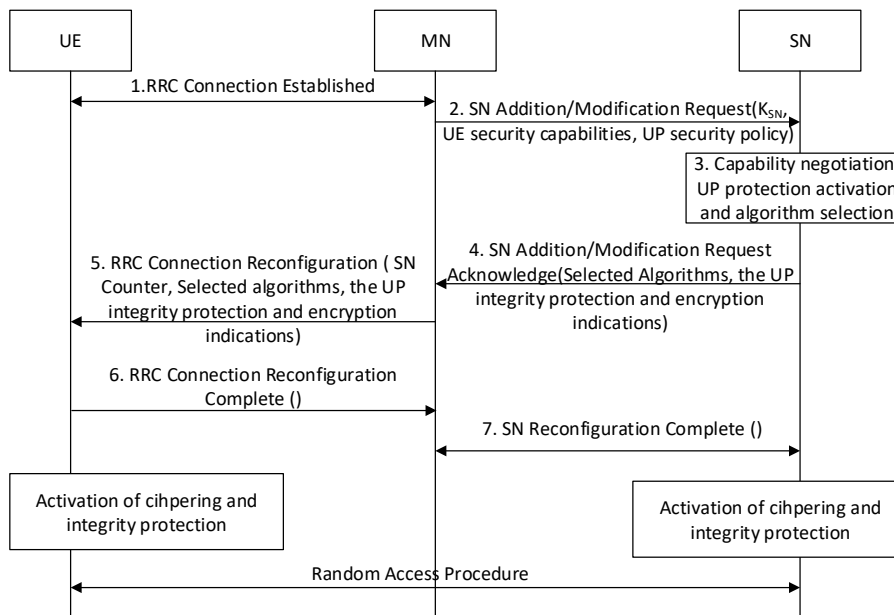 UE
MN
SN
1.RRC Connection Established
2. SN Addition/Modification Request(KSN,
UE security capabilities, UP security policy)
3. Capability negotiation
UP protection activation
and algorithm selection
4. SN Addition/Modification Request
Acknowledge(Selected Algorithms, the UP
integrity protection and encryption
indications)
5. RRC Connection Reconfiguration ( SN
Counter, Selected algorithms, the UP
integrity protection and encryption
indications)
6. RRC Connection Reconfiguration
Complete ()
7. SN Reconfiguration Complete ()
Activation of cihpering and
integrity protection
Activation of cihpering and
integrity protection
Random Access Procedure